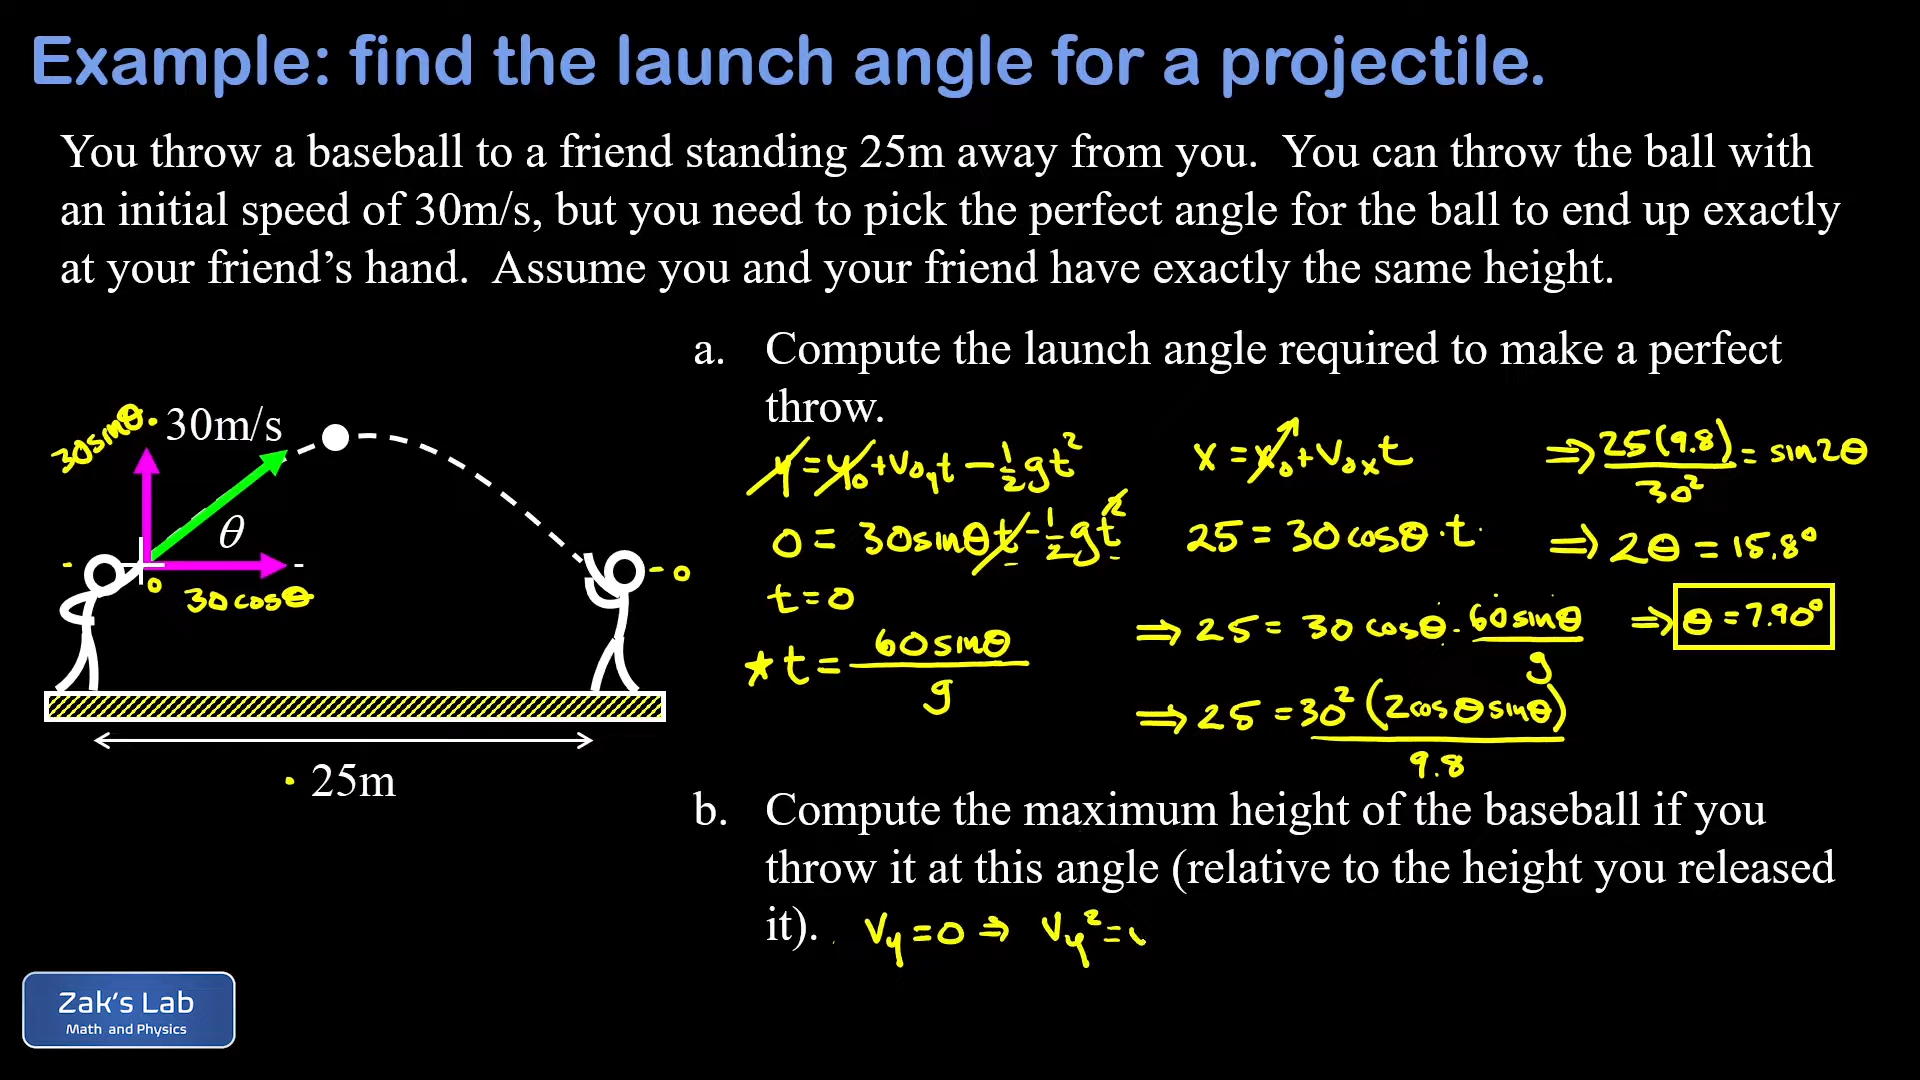 Example: find the launch angle for a projectile.
You throw a baseball to a friend standing 25m away from you. You can throw the ball with
an initial speed of 30m/s, but you need to pick the perfect angle for the ball to end up exactly
at your friend's hand. Assume you and your friend have exactly the same height.
a. Compute the launch angle required to make a perfect
throw.
y = y₀ + v₀yt - ½gt²
0 = 30sinθt - ½gt²
t = 0
★ t = 60sinθ/g
x = x₀ + v₀xt
25 = 30cosθ·t
⇒ 25 = 30cosθ · 60sinθ/g
⇒ 25 = 30²(2cosθsinθ)/9.8
⇒ 25(9.8)/30² = sin2θ
⇒ 2θ = 15.8°
⇒ θ = 7.90°
30sinθ
30m/s
θ
0
30cosθ
0
25m
b. Compute the maximum height of the baseball if you
throw it at this angle (relative to the height you released
it). vy = 0 ⇒ vy² =
Zak's Lab
Math and Physics